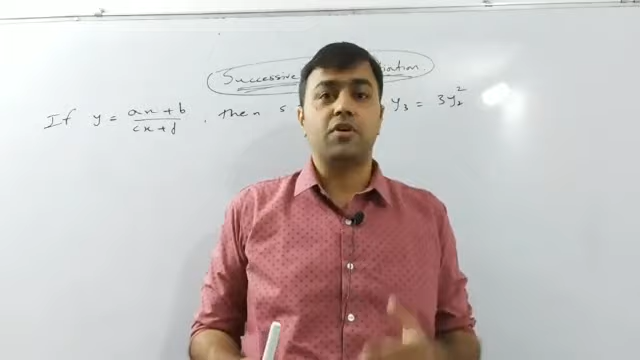 Successive
If y = ax + b / cx + d , then y₃ = 3y₂²